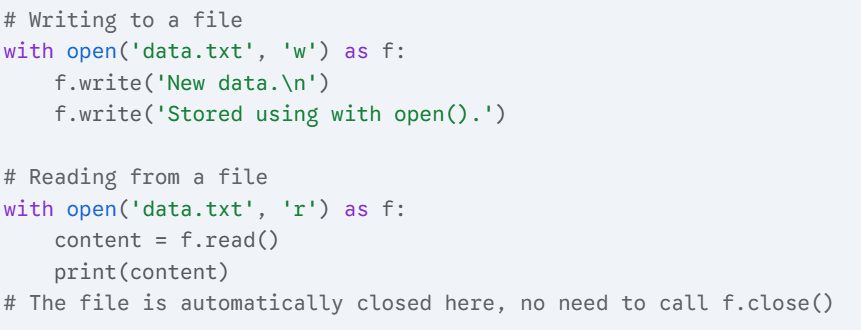 # Writing to a file
with open('data.txt', 'w') as f:
    f.write('New data.\n')
    f.write('Stored using with open().')

# Reading from a file
with open('data.txt', 'r') as f:
    content = f.read()
    print(content)
# The file is automatically closed here, no need to call f.close()